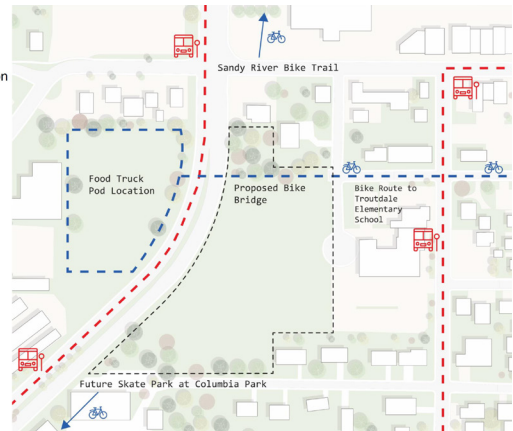 on
Sandy River Bike Trail
Food Truck
Pod Location
Proposed Bike
Bridge
Bike Route to
Troutdale
Elementary
School
Future Skate Park at Columbia Park